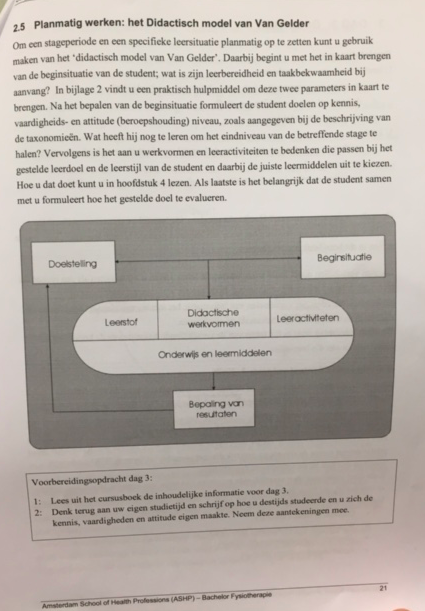 2.5 Planmatig werken: het Didactisch model van Van Gelder
Om een stageperiode en een specifieke leersituatie planmatig op te zetten kunt u gebruik
maken van het 'didactisch model van Van Gelder'. Daarbij begint u met het in kaart brengen
van de beginsituatie van de student; wat is zijn leerbereidheid en taakbekwaamheid bij
aanvang? In bijlage 2 vindt u een praktisch hulpmiddel om deze twee parameters in kaart te
brengen. Na het bepalen van de beginsituatie formuleert de student doelen op kennis,
vaardigheids- en attitude (beroepshouding) niveau, zoals aangegeven bij de beschrijving van
de taxonomieën. Wat heeft hij nog te leren om het eindniveau van de betreffende stage te
halen? Vervolgens is het aan u werkvormen en leeractiviteiten te bedenken die passen bij het
gestelde leerdoel en de leerstijl van de student en daarbij de juiste leermiddelen uit te kiezen.
Hoe u dat doet kunt u in hoofdstuk 4 lezen. Als laatste is het belangrijk dat de student samen
met u formuleert hoe het gestelde doel te evalueren.
Doelstelling
Beginsituatie
Leerstof
Didactische
werkvormen
Leeractiviteiten
Onderwijs en leermiddelen
Bepaling van
resultaten
Voorbereidingsopdracht dag 3:
1: Lees uit het cursusboek de inhoudelijke informatie voor dag 3.
2: Denk terug aan uw eigen studietijd en schrijf op hoe u destijds studeerde en u zich de
kennis, vaardigheden en attitude eigen maakte. Neem deze aantekeningen mee.
21
Amsterdam School of Health Professions (ASHP) – Bachelor Fysiotherapie